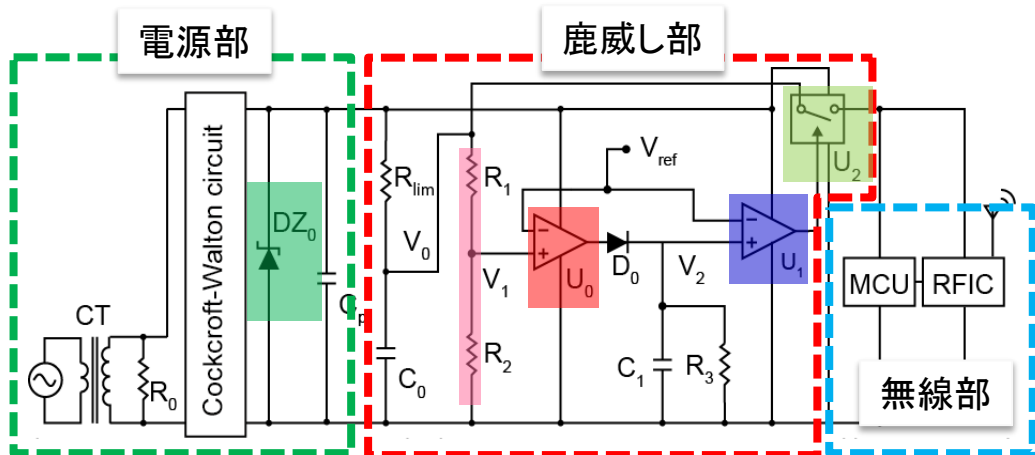 電源部
鹿威し部
CT
R0
Cockcroft-Walton circuit
DZ0
Cp
Rlim
V0
C0
R1
V1
R2
Vref
−
+
U0
D0
V2
C1
R3
−
+
U1
U2
MCU
RFIC
無線部